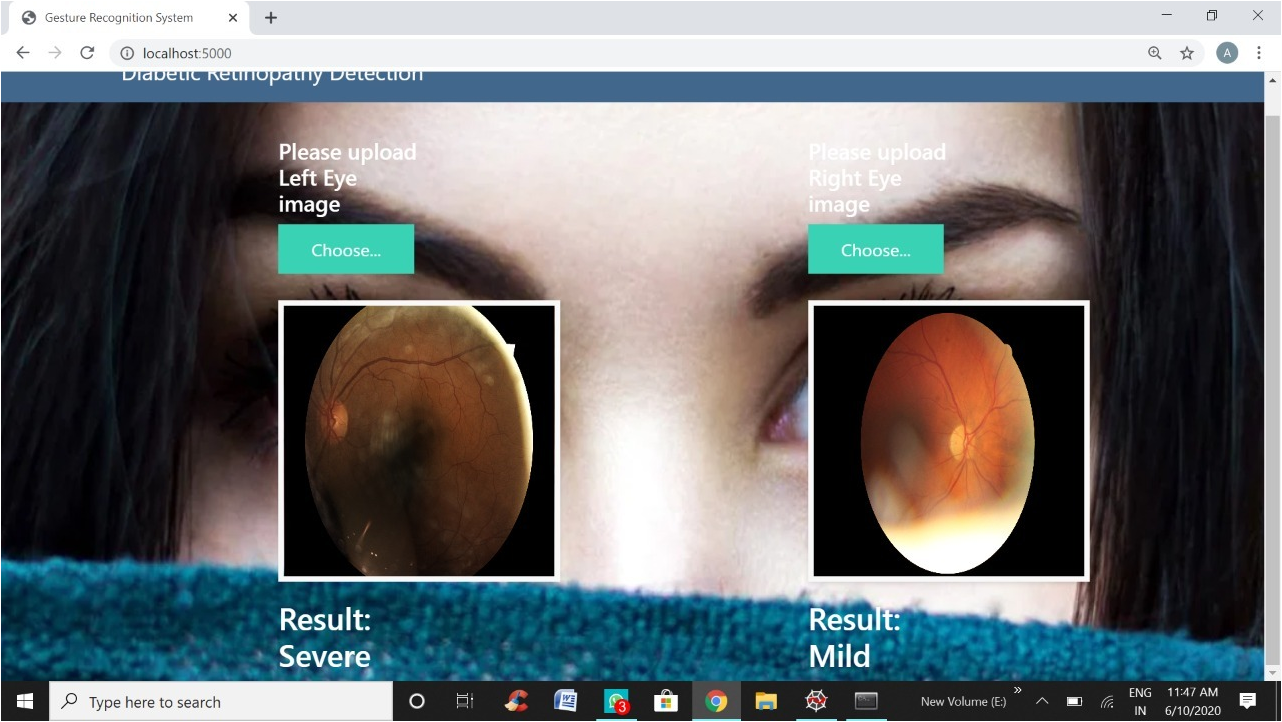 Gesture Recognition System
localhost:5000
A
Diabetic Retinopathy Detection
Please upload
Left Eye
image
Choose...
Please upload
Right Eye
image
Choose...
Result:
Severe
Result:
Mild
Type here to search
3
New Volume (E:)
ENG
IN
11:47 AM
6/10/2020